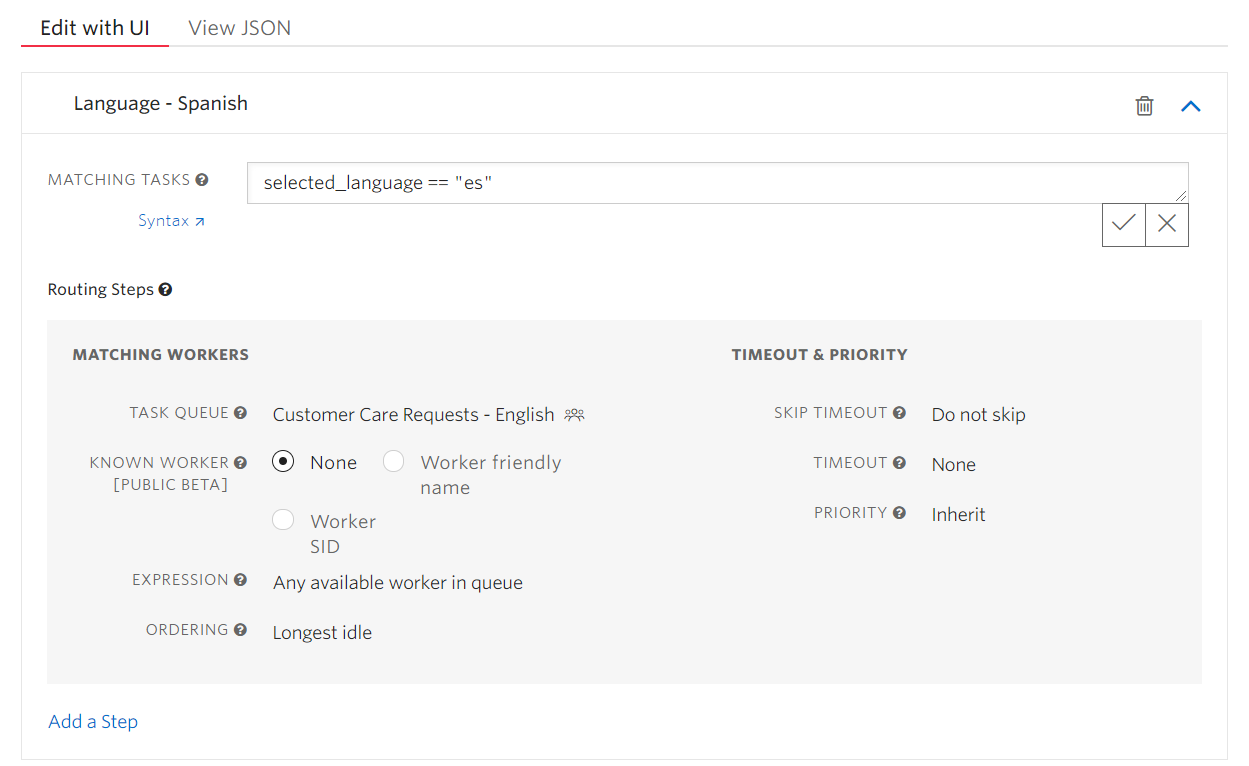 Edit with UI View JSON
Language - Spanish
MATCHING TASKS selected_language == "es"
Syntax
Routing Steps
MATCHING WORKERS TIMEOUT & PRIORITY
TASK QUEUE Customer Care Requests - English SKIP TIMEOUT Do not skip
KNOWN WORKER None Worker friendly TIMEOUT None
[PUBLIC BETA] name
PRIORITY Inherit
Worker
SID
EXPRESSION Any available worker in queue
ORDERING Longest idle
Add a Step